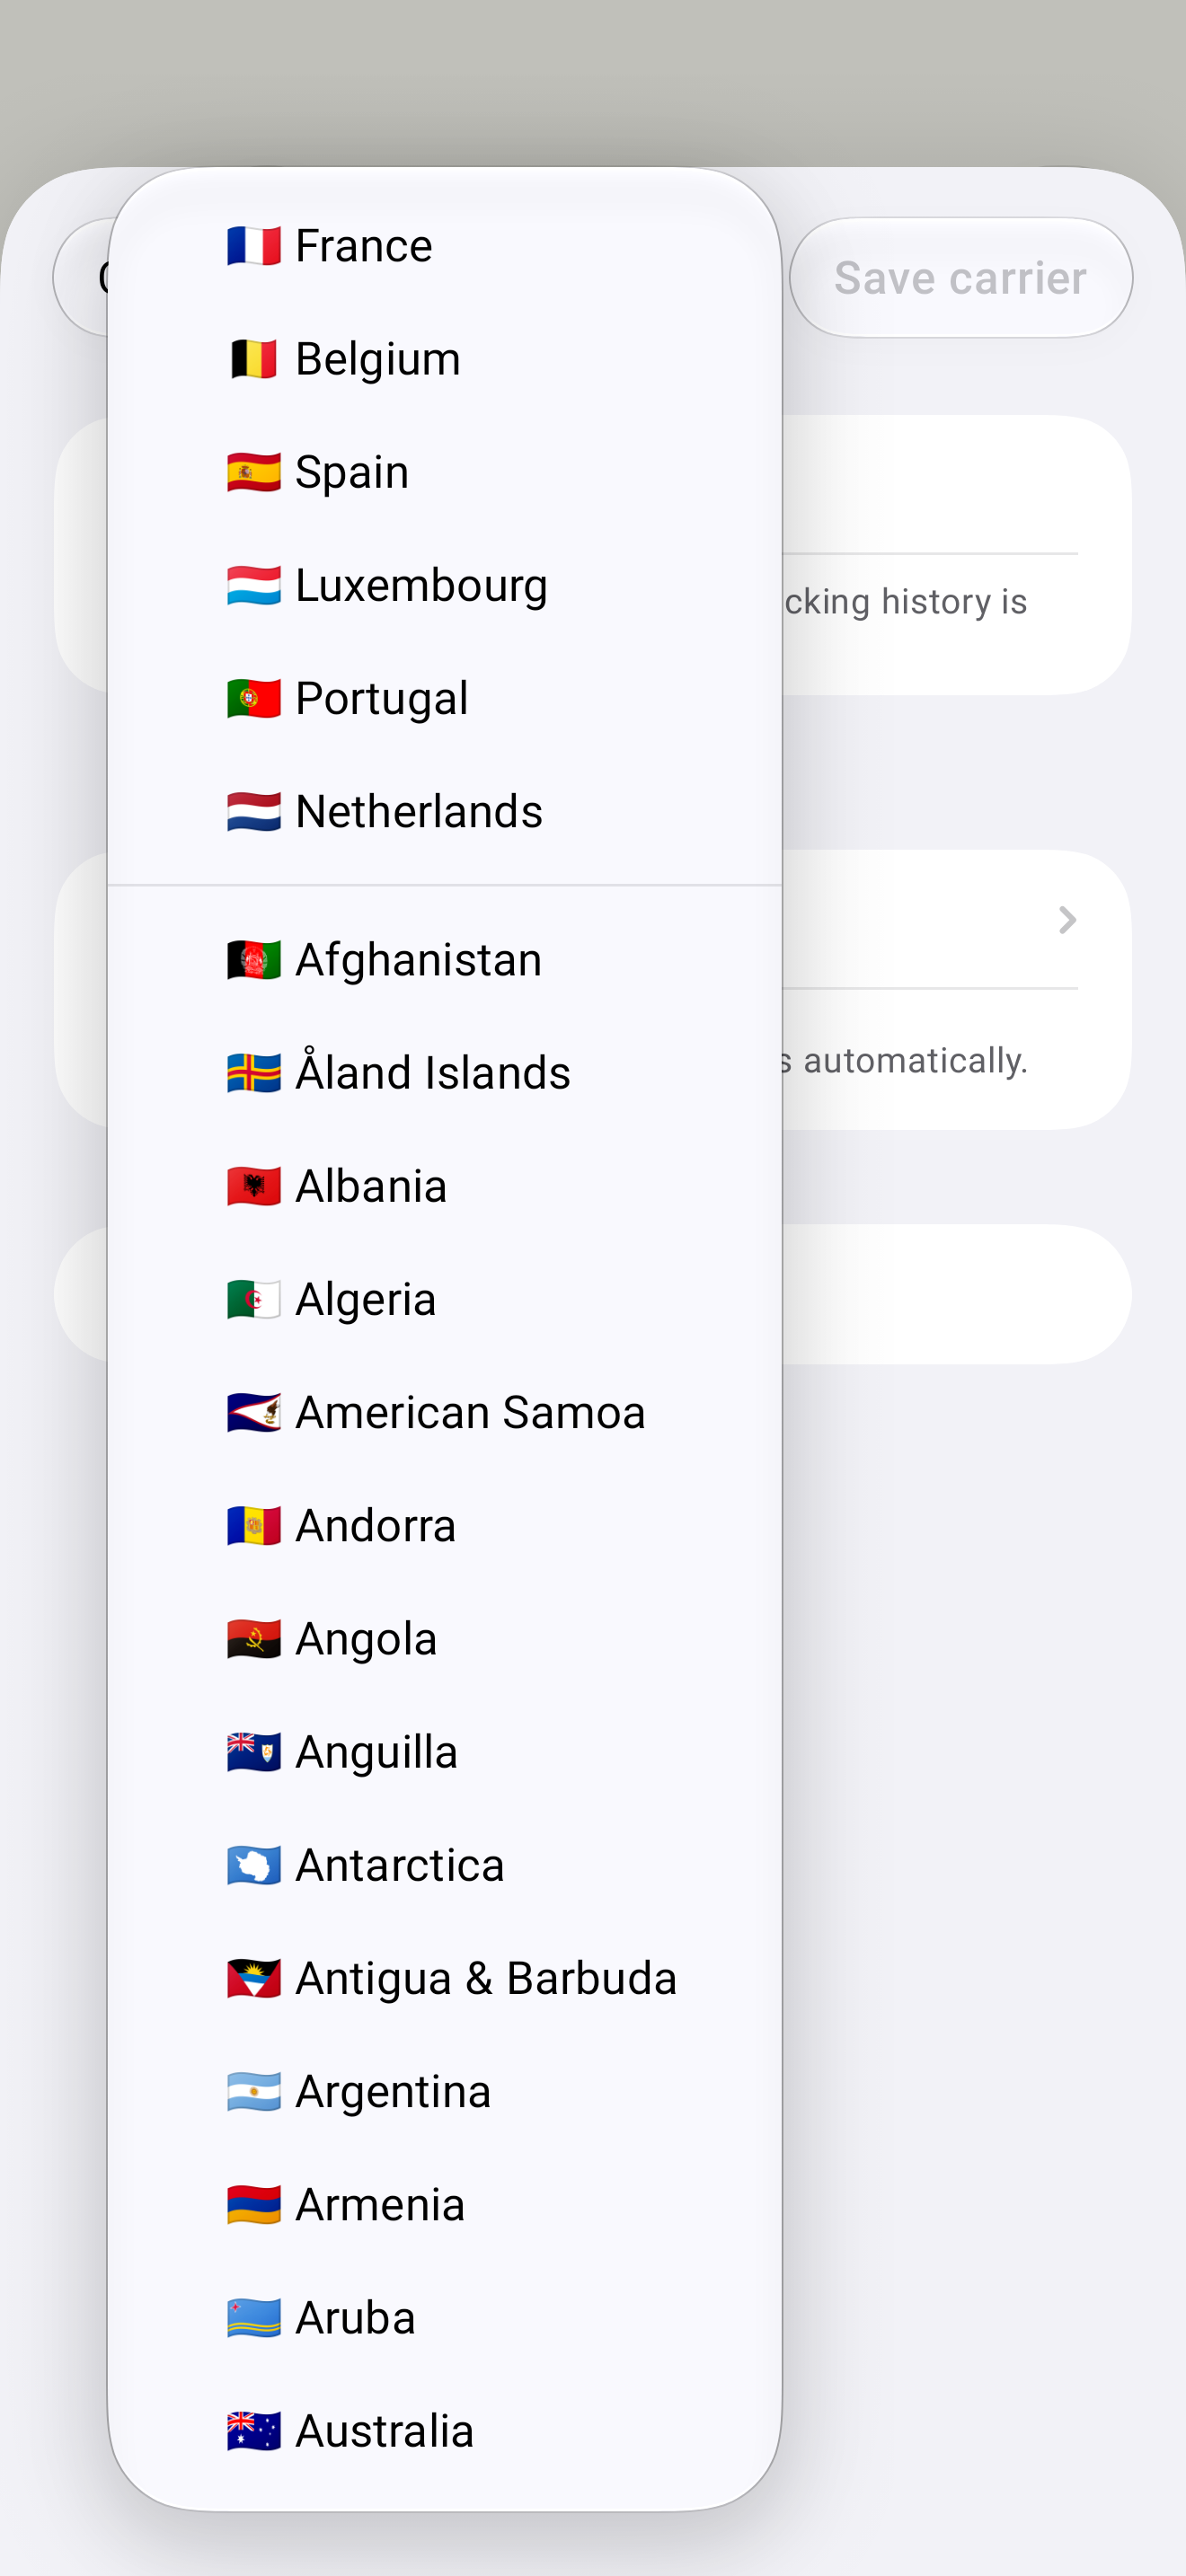 France
Save carrier
Belgium
Spain
Luxembourg
cking history is
Portugal
Netherlands
Afghanistan
Åland Islands
s automatically.
Albania
Algeria
American Samoa
Andorra
Angola
Anguilla
Antarctica
Antigua & Barbuda
Argentina
Armenia
Aruba
Australia